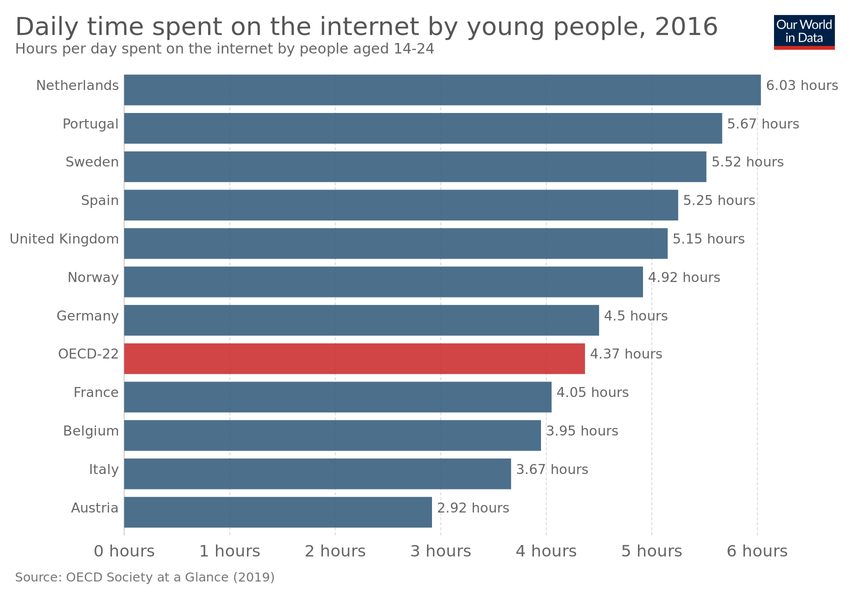 Daily time spent on the internet by young people, 2016
Hours per day spent on the internet by people aged 14-24
Our World
in Data
Netherlands 6.03 hours
Portugal 5.67 hours
Sweden 5.52 hours
Spain 5.25 hours
United Kingdom 5.15 hours
Norway 4.92 hours
Germany 4.5 hours
OECD-22 4.37 hours
France 4.05 hours
Belgium 3.95 hours
Italy 3.67 hours
Austria 2.92 hours
0 hours 1 hours 2 hours 3 hours 4 hours 5 hours 6 hours
Source: OECD Society at a Glance (2019)